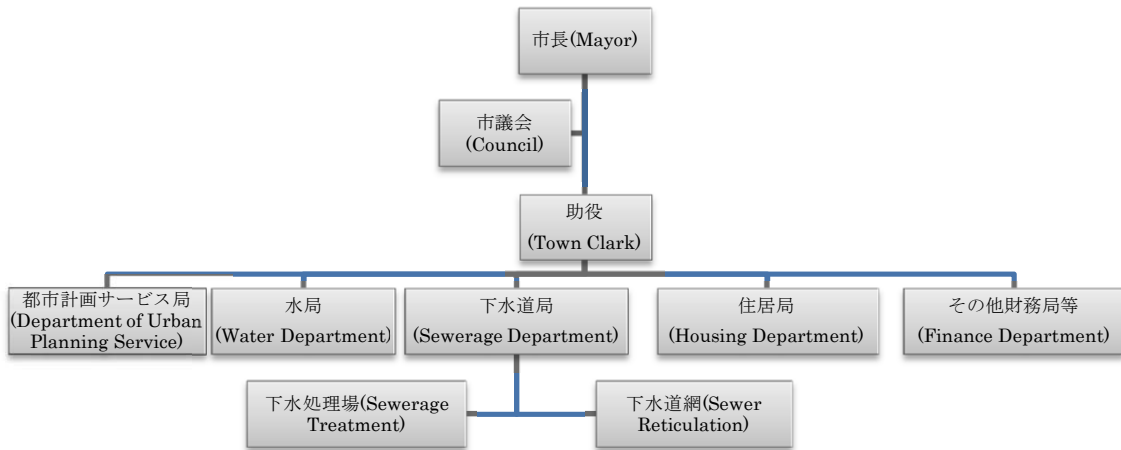 市長(Mayor)
市議会
(Council)
助役
(Town Clark)
都市計画サービス局
(Department of Urban
Planning Service)
水局
(Water Department)
下水道局
(Sewerage Department)
住居局
(Housing Department)
その他財務局等
(Finance Department)
下水処理場(Sewerage
Treatment)
下水道網(Sewer
Reticulation)